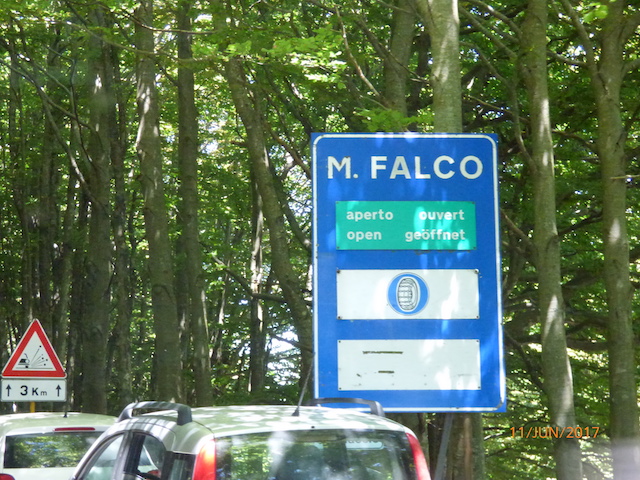 M. FALCO
aperto ouvert
open geöffnet
↑ 3 Km ↑
11/JUN/2017